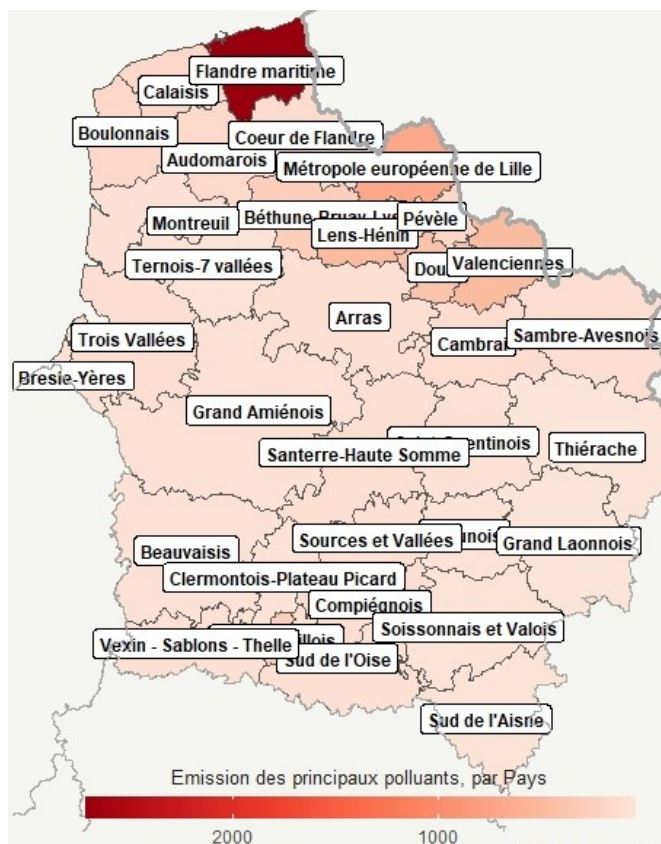 Flandre maritime
Calaisis
Boulonnais
Coeur de Flandre
Audomarois
Métropole européenne de Lille
Montreuil
Béthune-Bruay
Pévèle
Lens-Hénin
Ternois-7 vallées
Valenciennes
Arras
Trois Vallées
Cambrai
Sambre-Avesnois
Bresle-Yères
Grand Amiénois
Santerre-Haute Somme
Thiérache
Beauvaisis
Sources et Vallées
Grand Laonnois
Clermontois-Plateau Picard
Compiégnois
Soissonnais et Valois
Vexin - Sablons - Thelle
Sud de l'Oise
Sud de l'Aisne
Emission des principaux polluants, par Pays
2000 1000